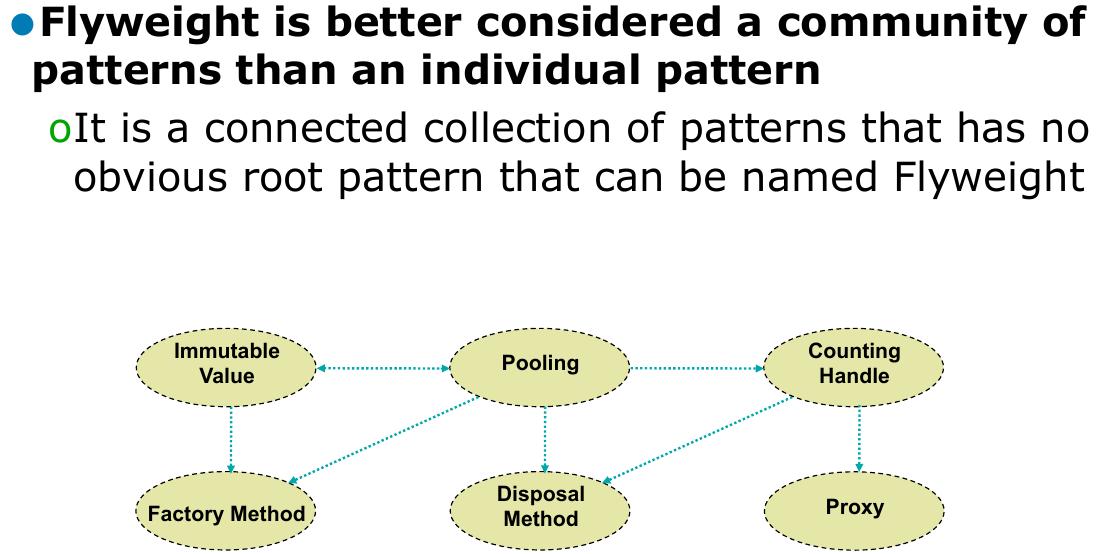 ●Flyweight is better considered a community of
patterns than an individual pattern
oIt is a connected collection of patterns that has no
obvious root pattern that can be named Flyweight
Immutable
Value
Pooling
Counting
Handle
Factory Method
Disposal
Method
Proxy